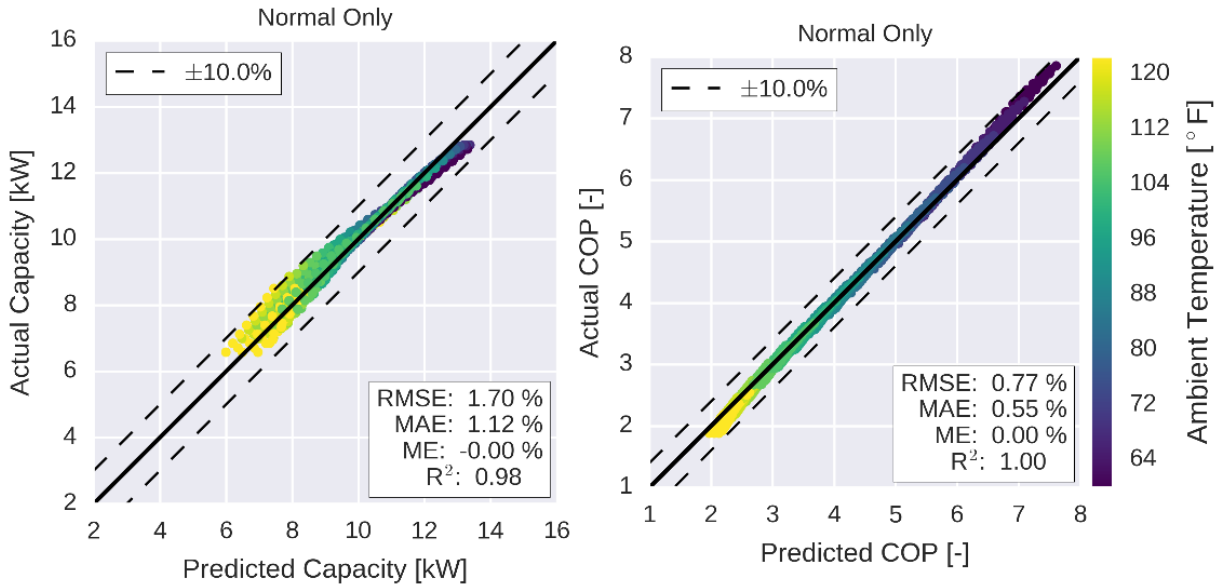 Normal Only
±10.0%
16
14
12
10
8
6
4
2
Actual Capacity [kW]
RMSE: 1.70 %
MAE: 1.12 %
ME: -0.00 %
R²: 0.98
2 4 6 8 10 12 14 16
Predicted Capacity [kW]
Normal Only
±10.0%
8
7
6
5
4
3
2
1
Actual COP [-]
RMSE: 0.77 %
MAE: 0.55 %
ME: 0.00 %
R²: 1.00
1 2 3 4 5 6 7 8
Predicted COP [-]
120
112
104
96
88
80
72
64
Ambient Temperature [°F]